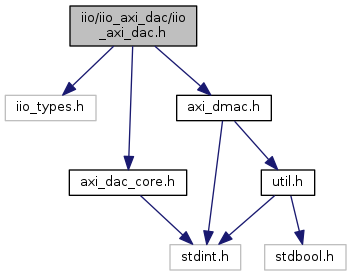 iio/iio_axi_dac/iio
_axi_dac.h
iio_types.h
axi_dmac.h
axi_dac_core.h
util.h
stdint.h
stdbool.h